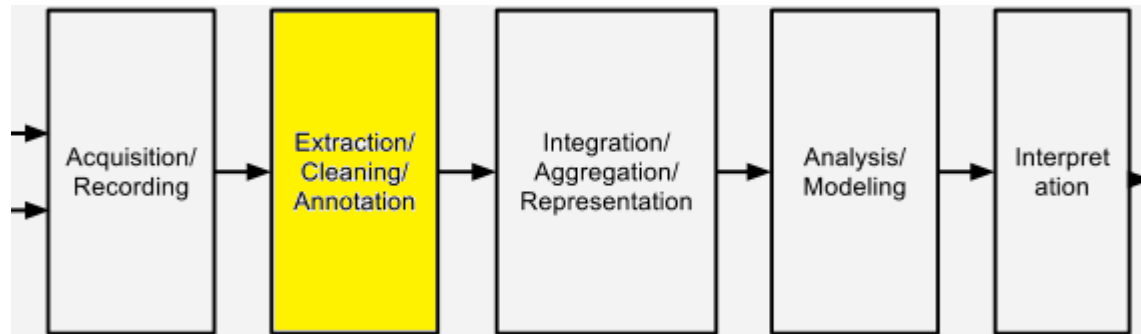 Acquisition/
Recording
Extraction/
Cleaning/
Annotation
Integration/
Aggregation/
Representation
Analysis/
Modeling
Interpret
ation